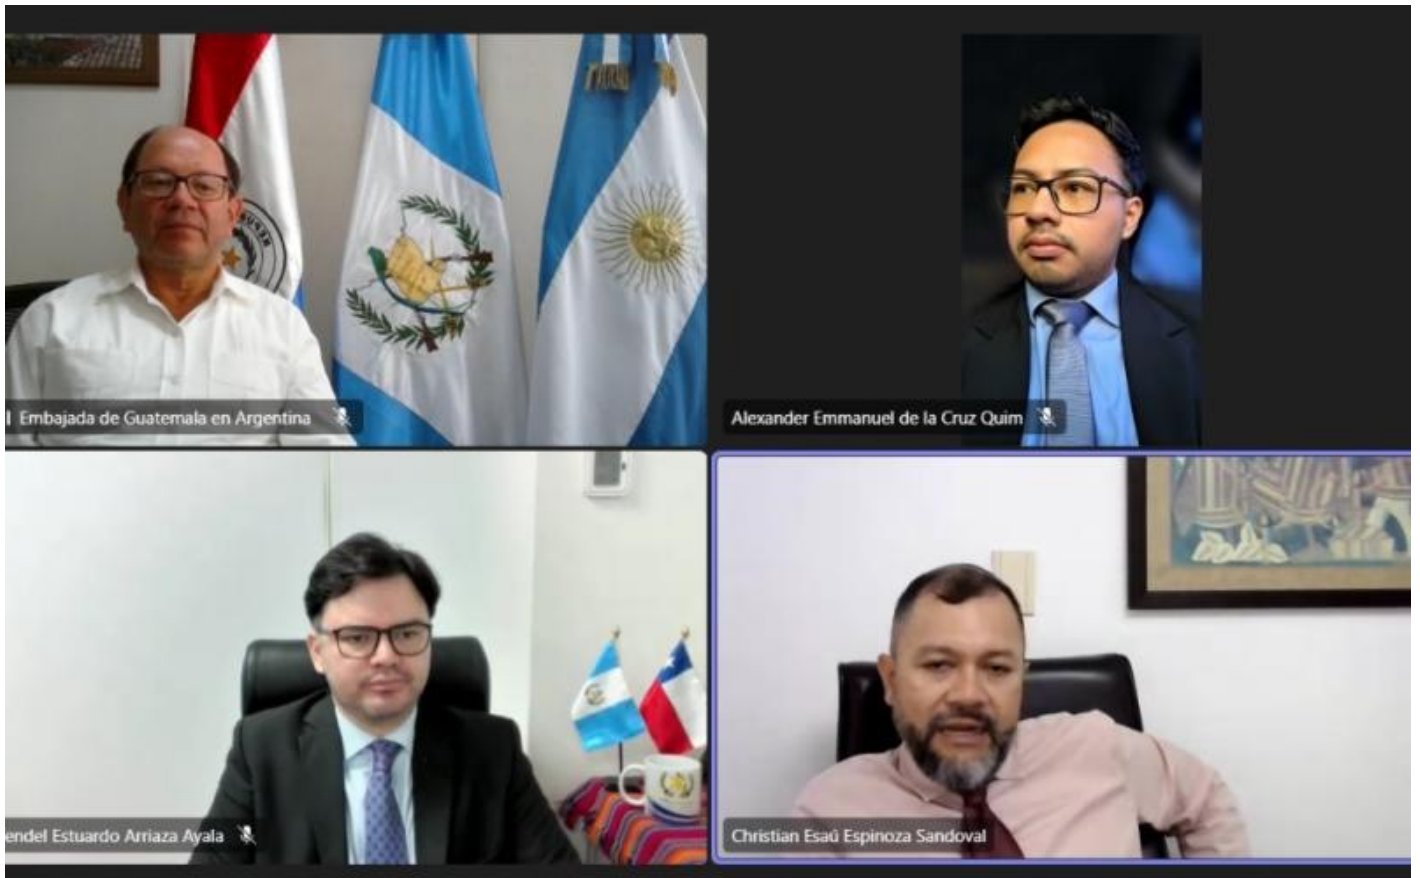 Embajada de Guatemala en Argentina
Alexander Emmanuel de la Cruz Quim
endel Estuardo Arriaza Ayala
Christian Esaú Espinoza Sandoval